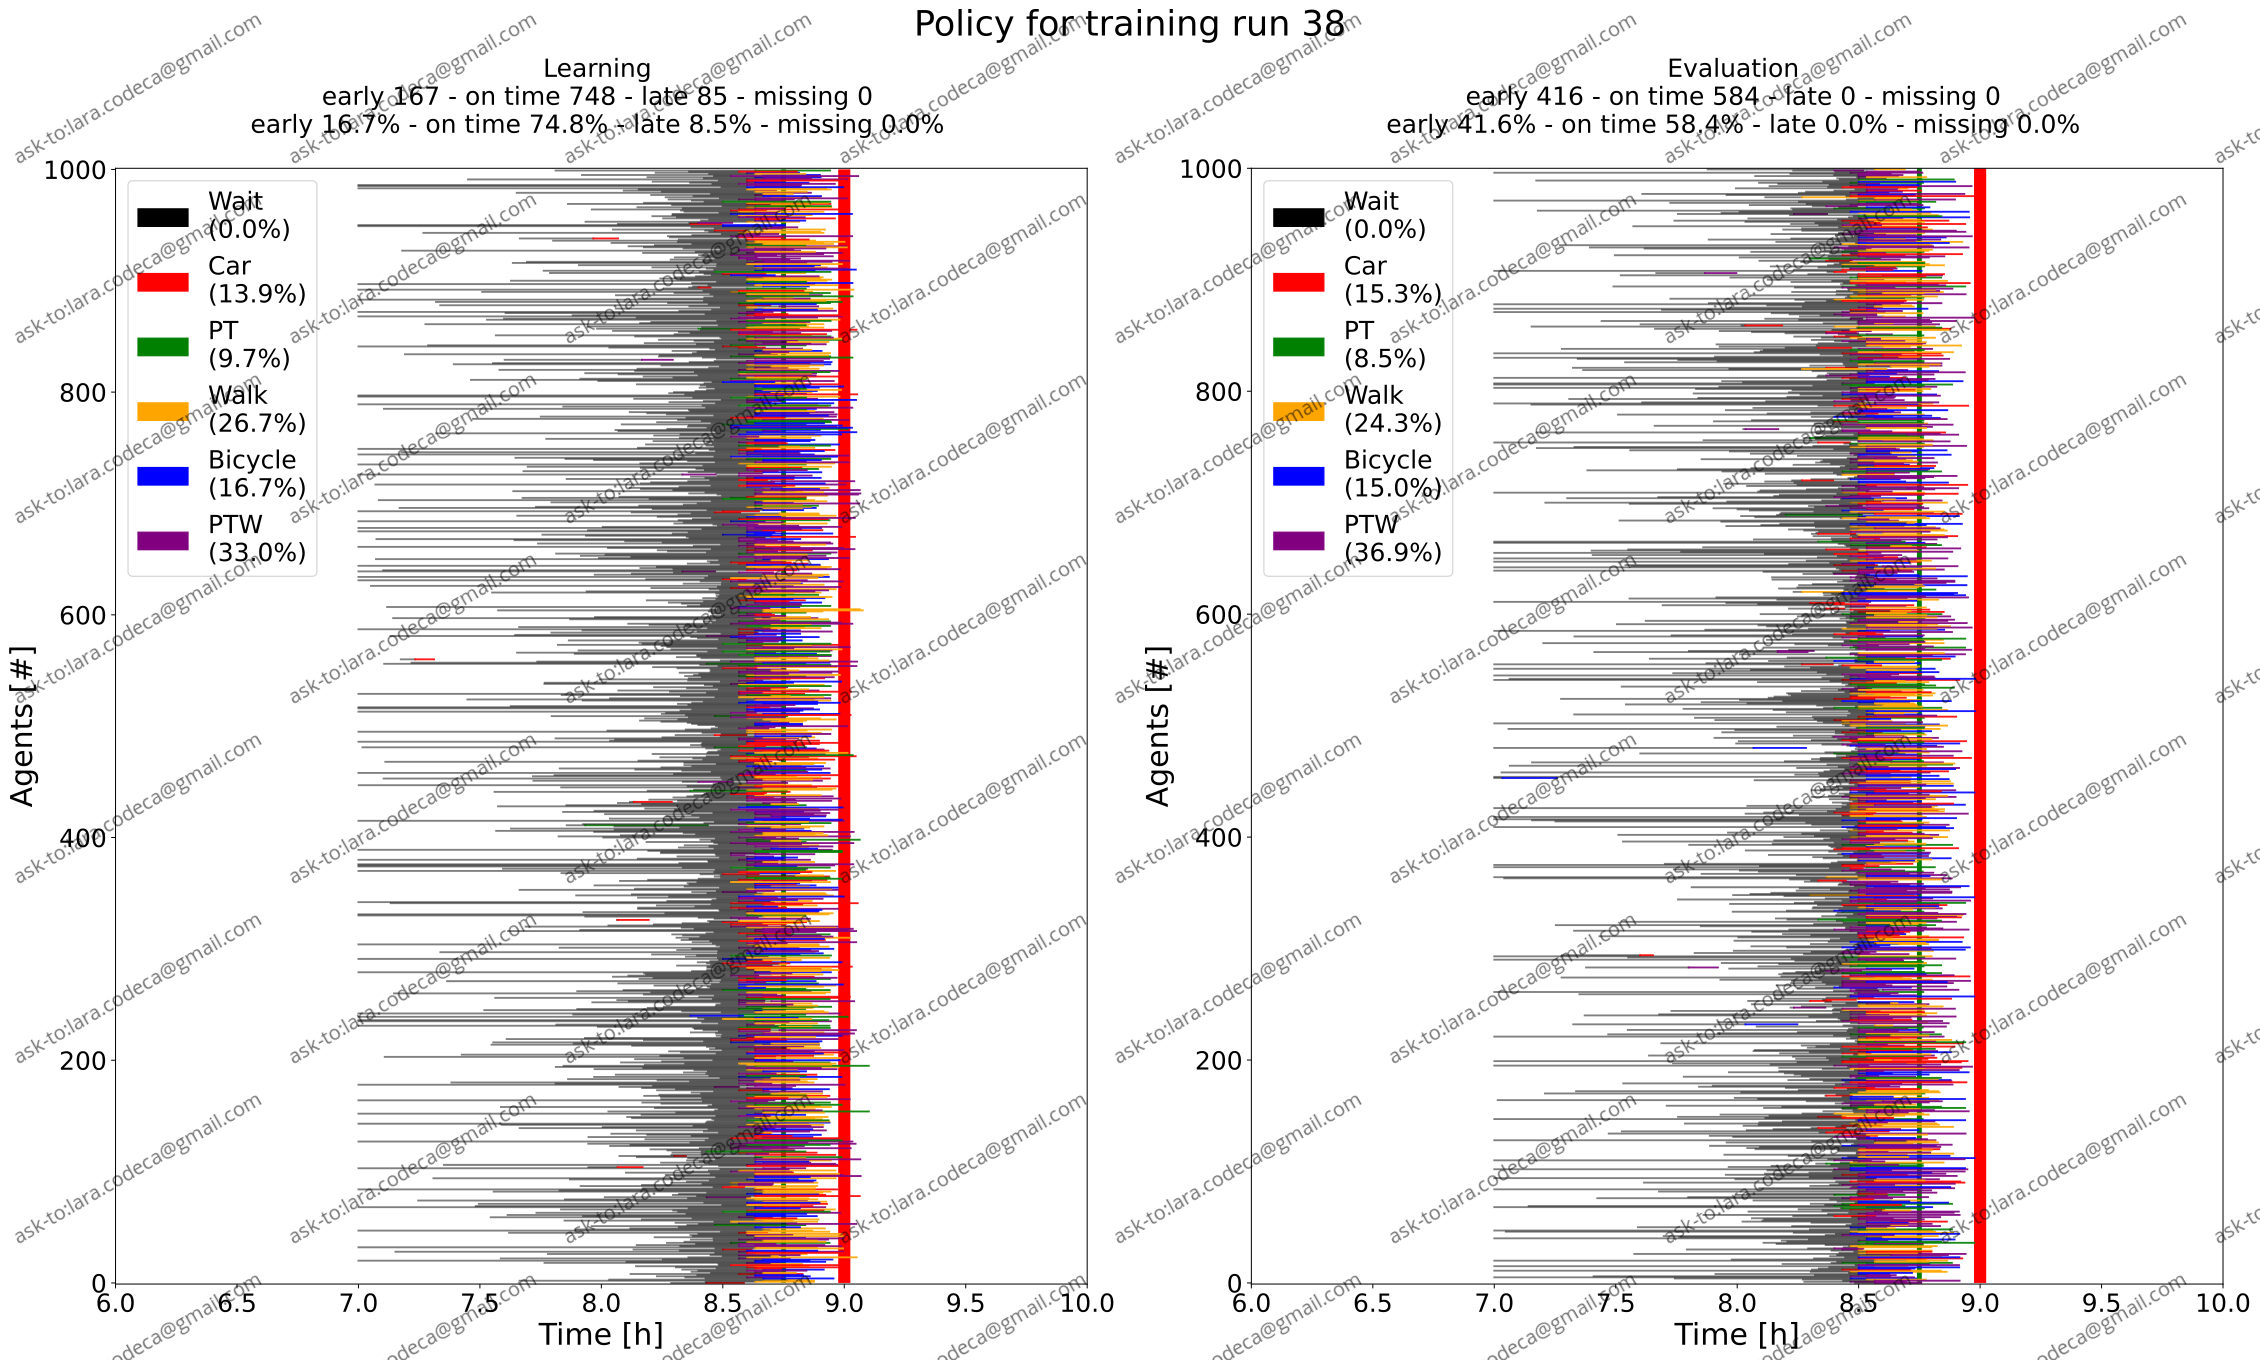 Policy for training run 38
Learning
early 167 - on time 748 - late 85 - missing 0
early 16.7% - on time 74.8% - late 8.5% - missing 0.0%
Agents [#]
1000
800
600
400
200
0
Wait
(0.0%)
Car
(13.9%)
PT
(9.7%)
Walk
(26.7%)
Bicycle
(16.7%)
PTW
(33.0%)
6.0 6.5 7.0 7.5 8.0 8.5 9.0 9.5 10.0
Time [h]
Evaluation
early 416 - on time 584 - late 0 - missing 0
early 41.6% - on time 58.4% - late 0.0% - missing 0.0%
Agents [#]
1000
800
600
400
200
0
Wait
(0.0%)
Car
(15.3%)
PT
(8.5%)
Walk
(24.3%)
Bicycle
(15.0%)
PTW
(36.9%)
6.0 6.5 7.0 7.5 8.0 8.5 9.0 9.5 10.0
Time [h]
ask-to:lara.codeca@gmail.com